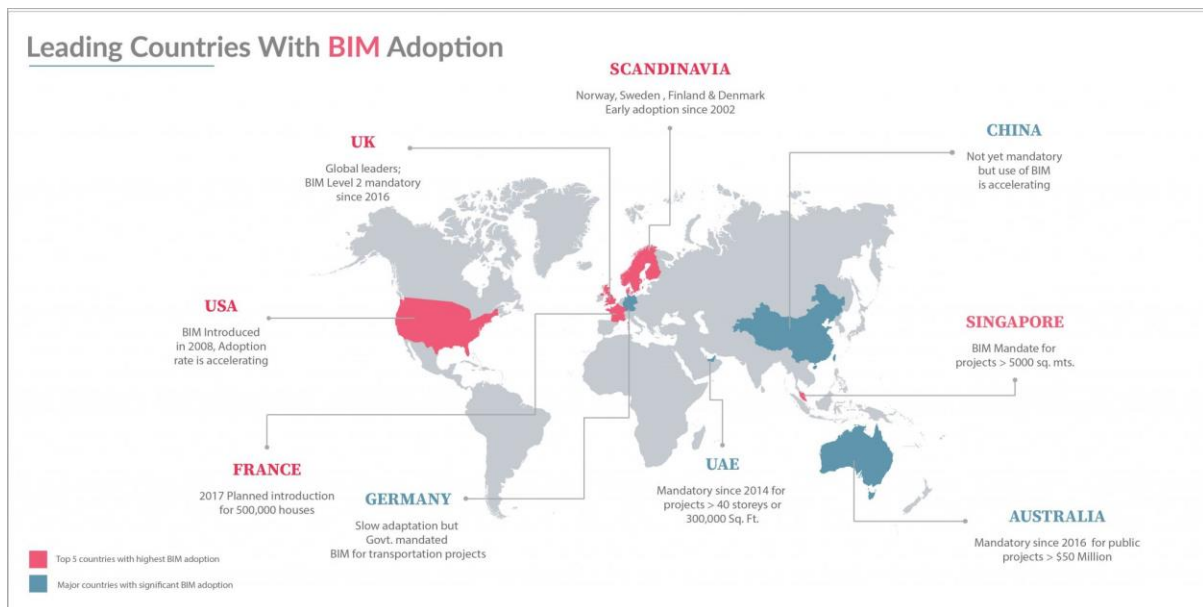 Leading Countries With BIM Adoption
SCANDINAVIA
Norway, Sweden , Finland & Denmark
Early adoption since 2002
UK
Global leaders;
BIM Level 2 mandatory
since 2016
CHINA
Not yet mandatory
but use of BIM
is accelerating
USA
BIM Introduced
in 2008, Adoption
rate is accelerating
SINGAPORE
BIM Mandate for
projects > 5000 sq. mts.
FRANCE
2017 Planned introduction
for 500,000 houses
GERMANY
Slow adaptation but
Govt. mandated
BIM for transportation projects
UAE
Mandatory since 2014 for
projects > 40 storeys or
300,000 Sq. Ft.
AUSTRALIA
Mandatory since 2016 for public
projects > $50 Million
Top 5 countries with highest BIM adoption
Major countries with significant BIM adoption